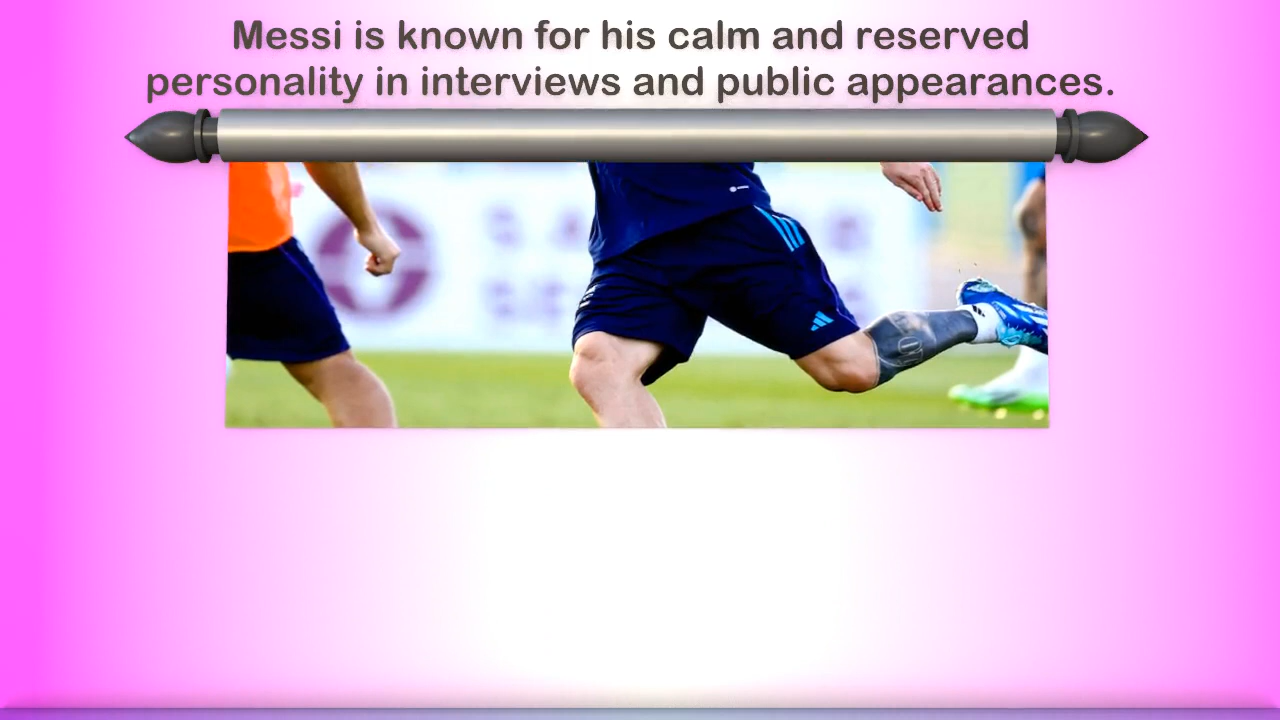 Messi is known for his calm and reserved
personality in interviews and public appearances.